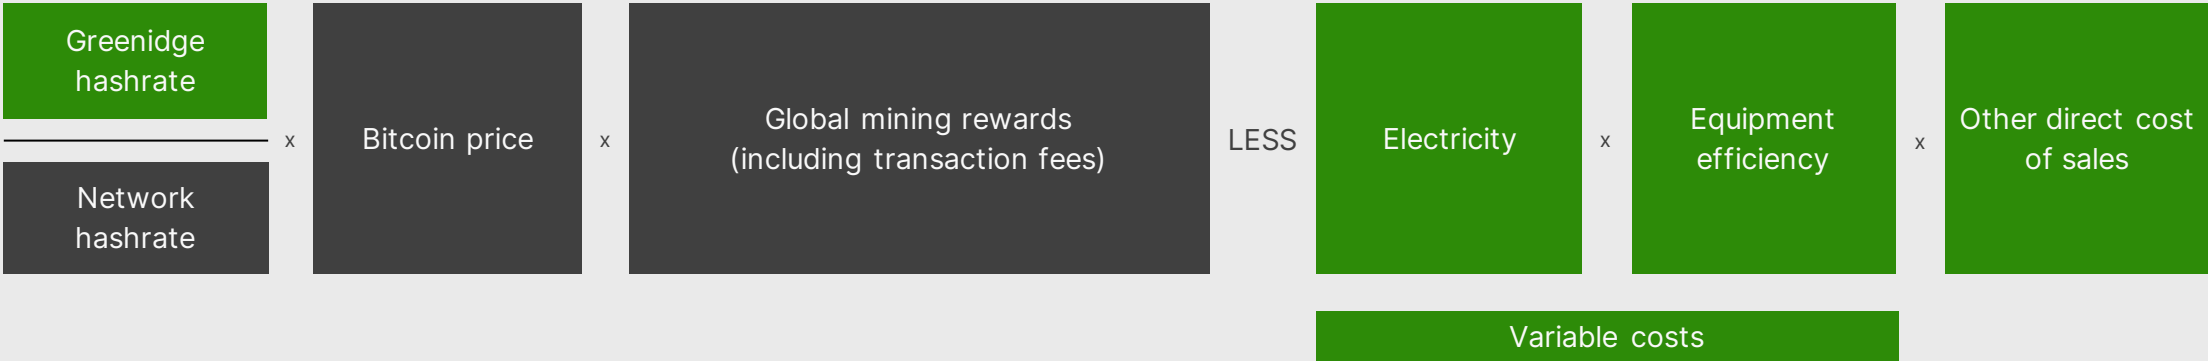 Greenidge
hashrate
Network
hashrate
x
Bitcoin price
x
Global mining rewards
(including transaction fees)
LESS
Electricity
x
Equipment
efficiency
x
Other direct cost
of sales
Variable costs